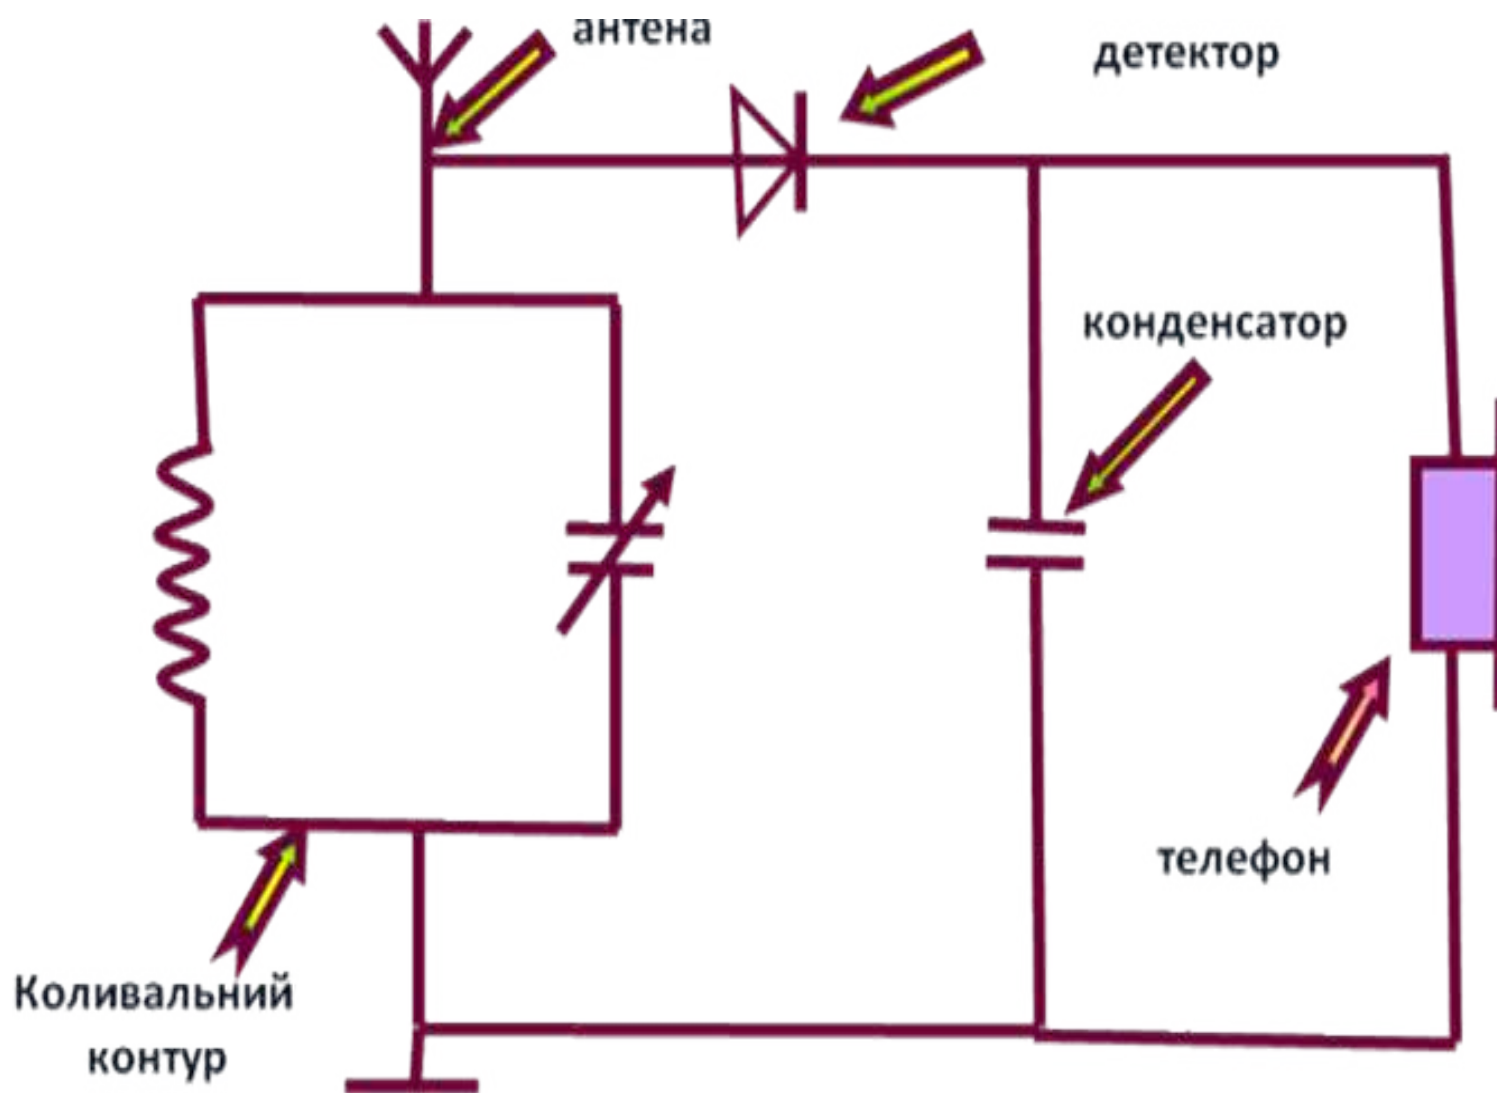 антена
детектор
конденсатор
телефон
Коливальний
контур